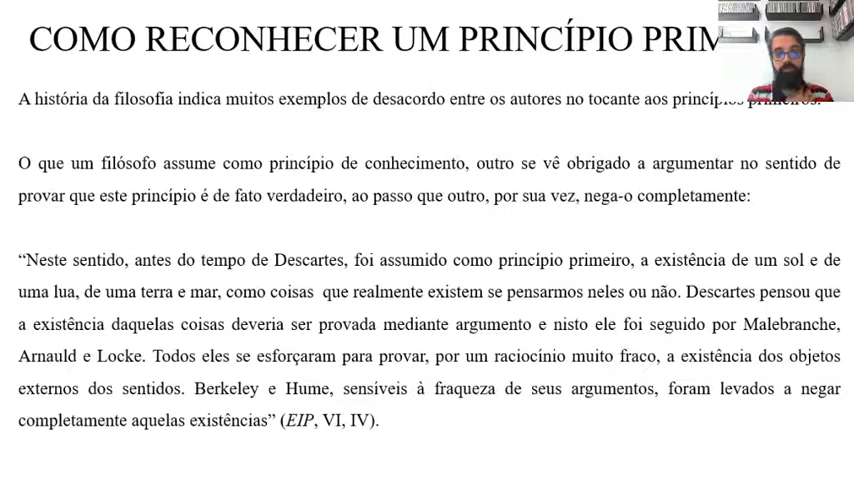 COMO RECONHECER UM PRINCÍPIO
A história da filosofia indica muitos exemplos de desacordo entre os autores no tocante aos princípios primeiros.
O que um filósofo assume como princípio de conhecimento, outro se vê obrigado a argumentar no sentido de
provar que este princípio é de fato verdadeiro, ao passo que outro, por sua vez, nega-o completamente:
“Neste sentido, antes do tempo de Descartes, foi assumido como princípio primeiro, a existência de um sol e de
uma lua, de uma terra e mar, como coisas que realmente existem se pensarmos neles ou não. Descartes pensou que
a existência daquelas coisas deveria ser provada mediante argumento e nisto ele foi seguido por Malebranche,
Arnauld e Locke. Todos eles se esforçaram para provar, por um raciocínio muito fraco, a existência dos objetos
externos dos sentidos. Berkeley e Hume, sensíveis à fraqueza de seus argumentos, foram levados a negar
completamente aquelas existências” (EIP, VI, IV).